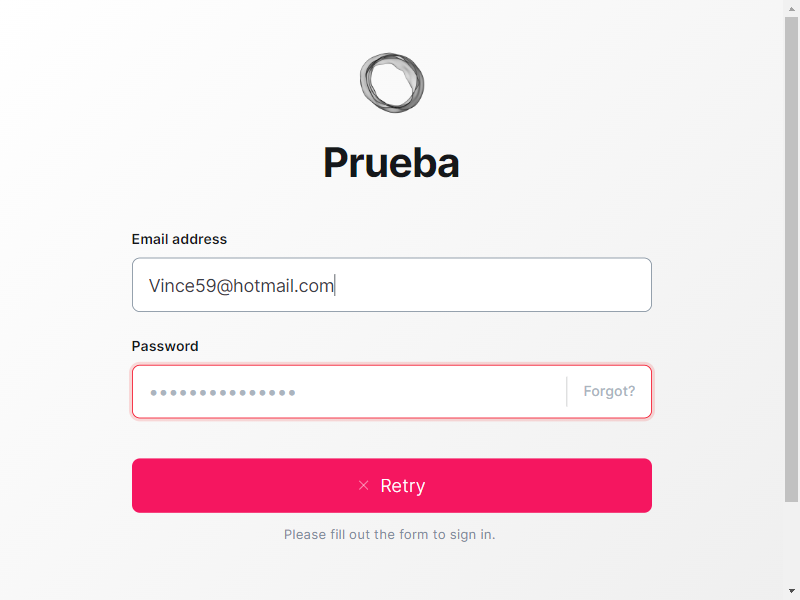 Prueba
Email address
Vince59@hotmail.com
Password
●●●●●●●●●●●●●●●
Forgot?
× Retry
Please fill out the form to sign in.